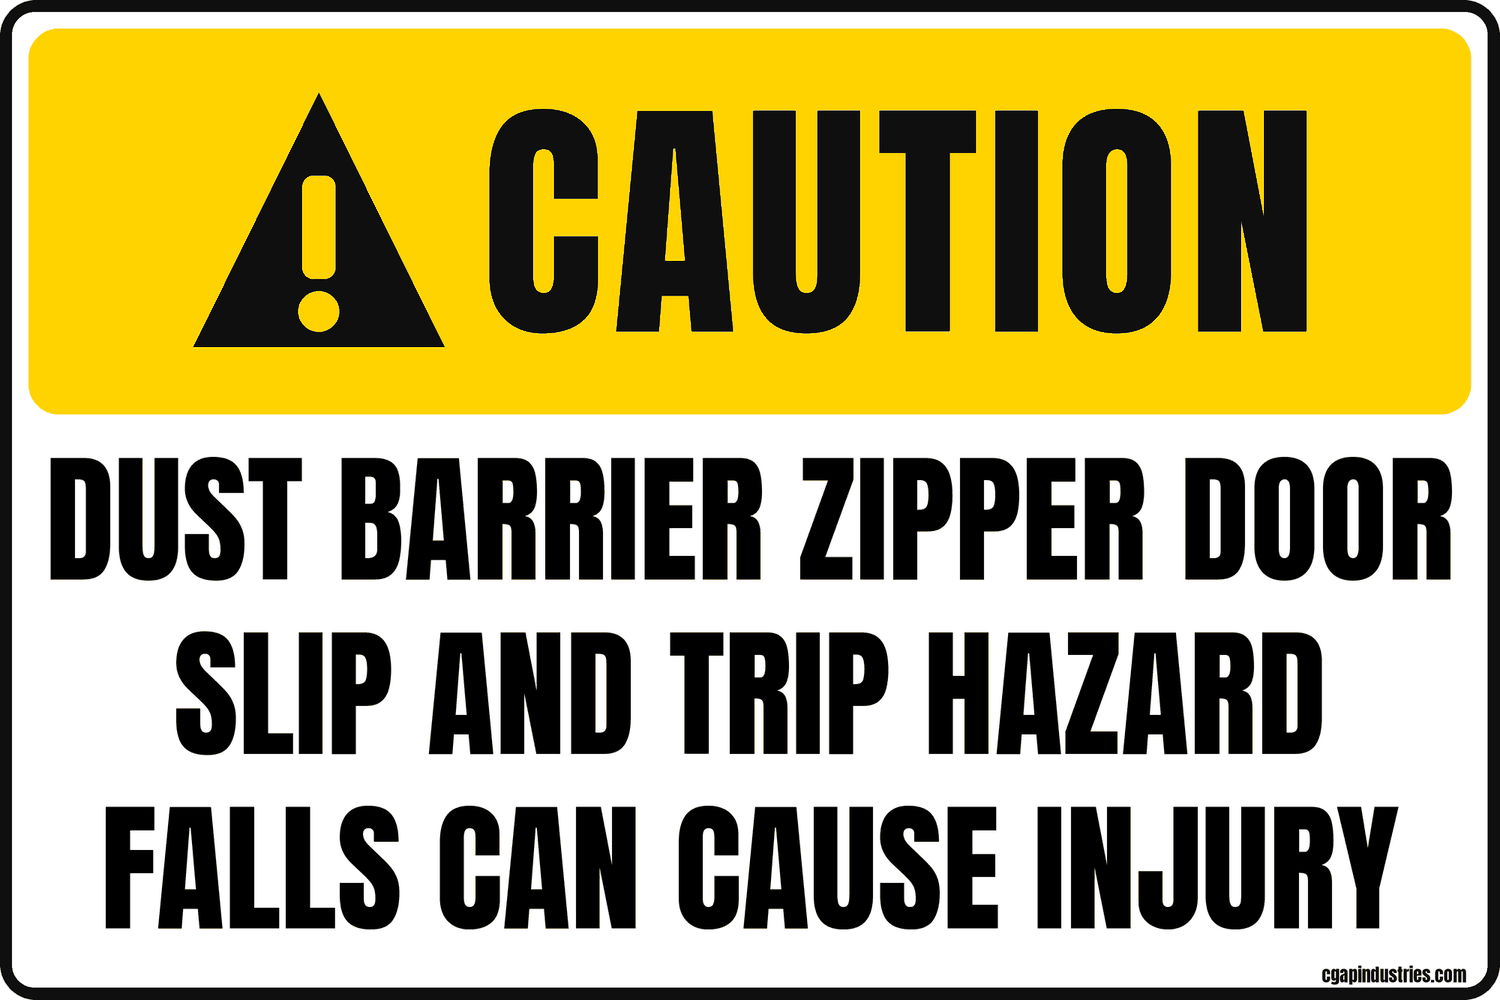 CAUTION
DUST BARRIER ZIPPER DOOR
SLIP AND TRIP HAZARD
FALLS CAN CAUSE INJURY
cgapindustries.com